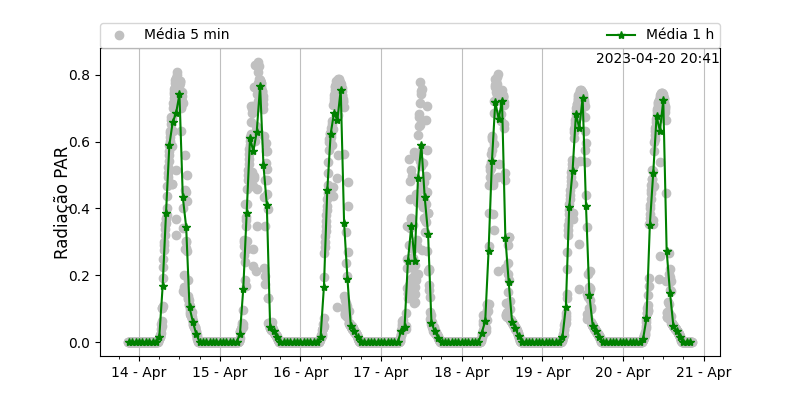 Média 5 min
Média 1 h
2023-04-20 20:41
Radiação PAR
0.8
0.6
0.4
0.2
0.0
14 - Apr
15 - Apr
16 - Apr
17 - Apr
18 - Apr
19 - Apr
20 - Apr
21 - Apr